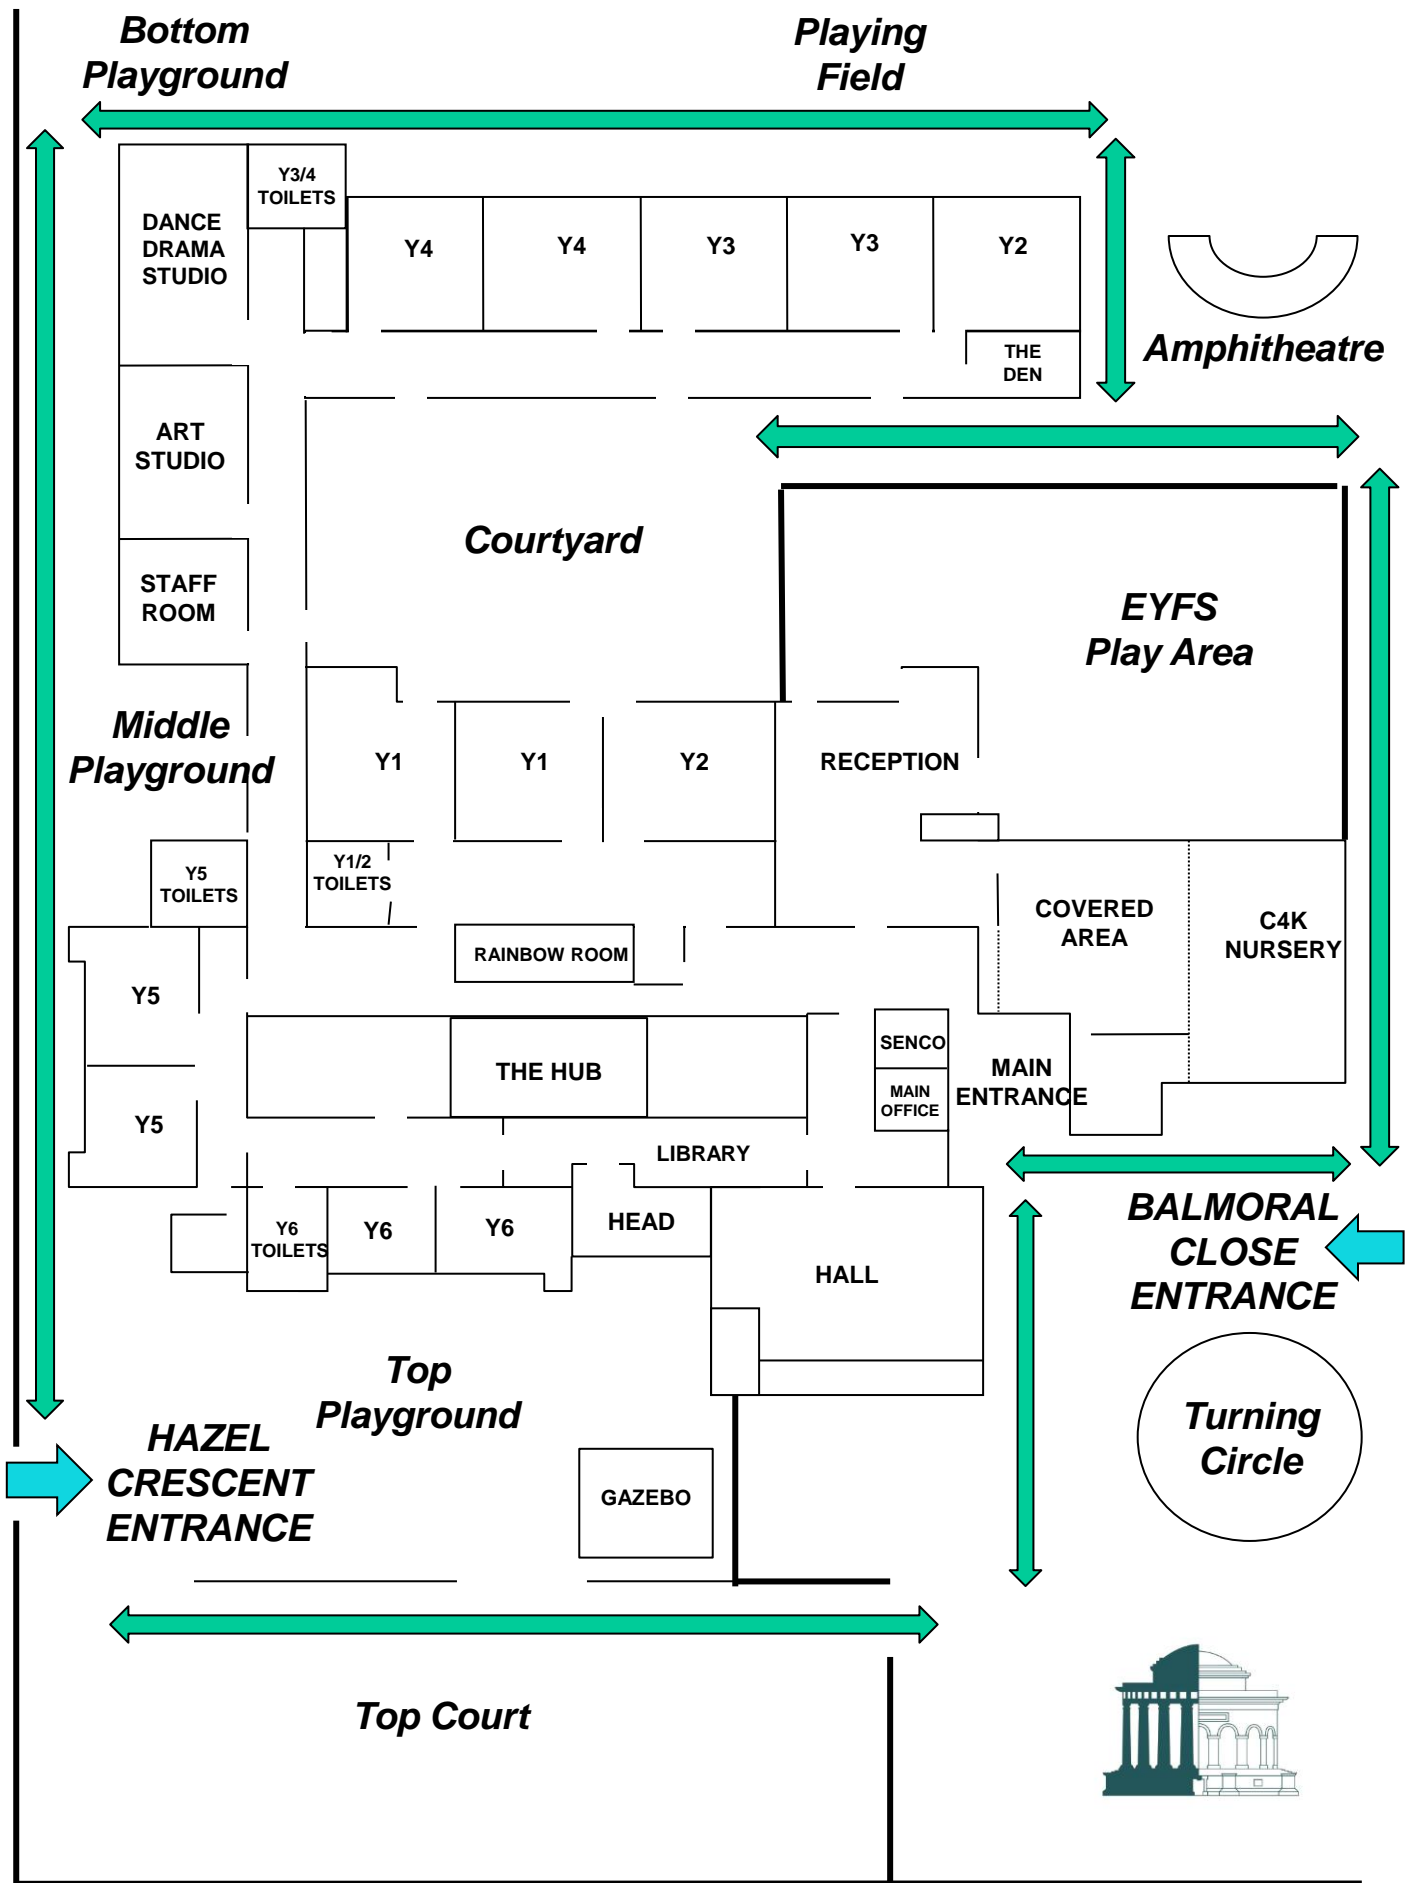 Bottom
Playground
Playing
Field
Y3/4
TOILETS
DANCE
DRAMA
STUDIO
Y4
Y4
Y3
Y3
Y2
THE
DEN
Amphitheatre
ART
STUDIO
Courtyard
STAFF
ROOM
EYFS
Play Area
Middle
Playground
Y1
Y1
Y2
RECEPTION
Y5
TOILETS
Y1/2
TOILETS
COVERED
AREA
C4K
NURSERY
RAINBOW ROOM
Y5
THE HUB
SENCO
MAIN
OFFICE
MAIN
ENTRANCE
Y5
LIBRARY
Y6
TOILETS
Y6
Y6
HEAD
HALL
BALMORAL
CLOSE
ENTRANCE
Top
Playground
Turning
Circle
HAZEL
CRESCENT
ENTRANCE
GAZEBO
Top Court